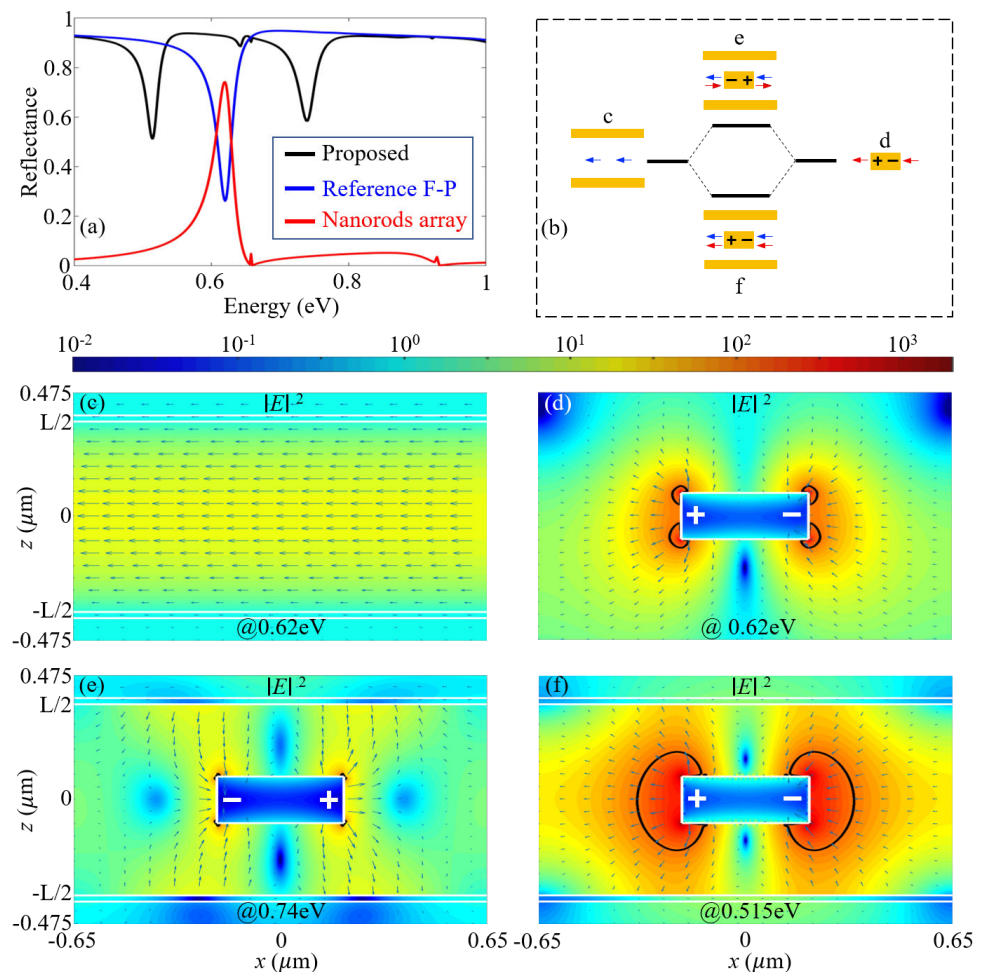 1
0.8
0.6
0.4
0.2
0
Reflectance
(a)
Proposed
Reference F-P
Nanorods array
0.4
0.6
0.8
1
Energy (eV)
(b)
c
d
e
f
− +
+ −
+ −
10⁻²
10⁻¹
10⁰
10¹
10²
10³
0.475
L/2
0
-L/2
-0.475
z (μm)
(c)
|E|²
@0.62eV
(d)
|E|²
+ −
@ 0.62eV
0.475
L/2
0
-L/2
-0.475
z (μm)
(e)
|E|²
− +
@0.74eV
(f)
|E|²
+ −
@0.515eV
-0.65
0
0.65
x (μm)
-0.65
0
0.65
x (μm)